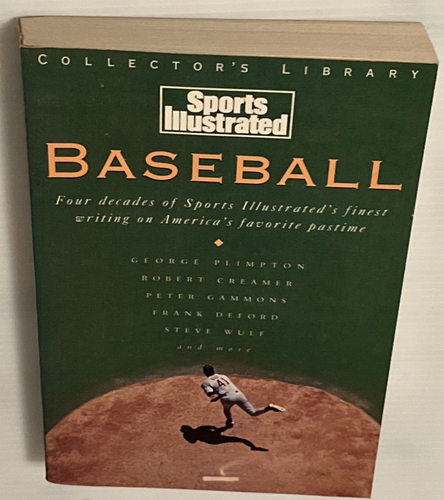 COLLECTOR'S LIBRARY
Sports
Illustrated
BASEBALL
Four decades of Sports Illustrated's finest
writing on America's favorite pastime
GEORGE PLIMPTON
ROBERT CREAMER
PETER GAMMONS
FRANK DEFORD
STEVE WULF
and more
41